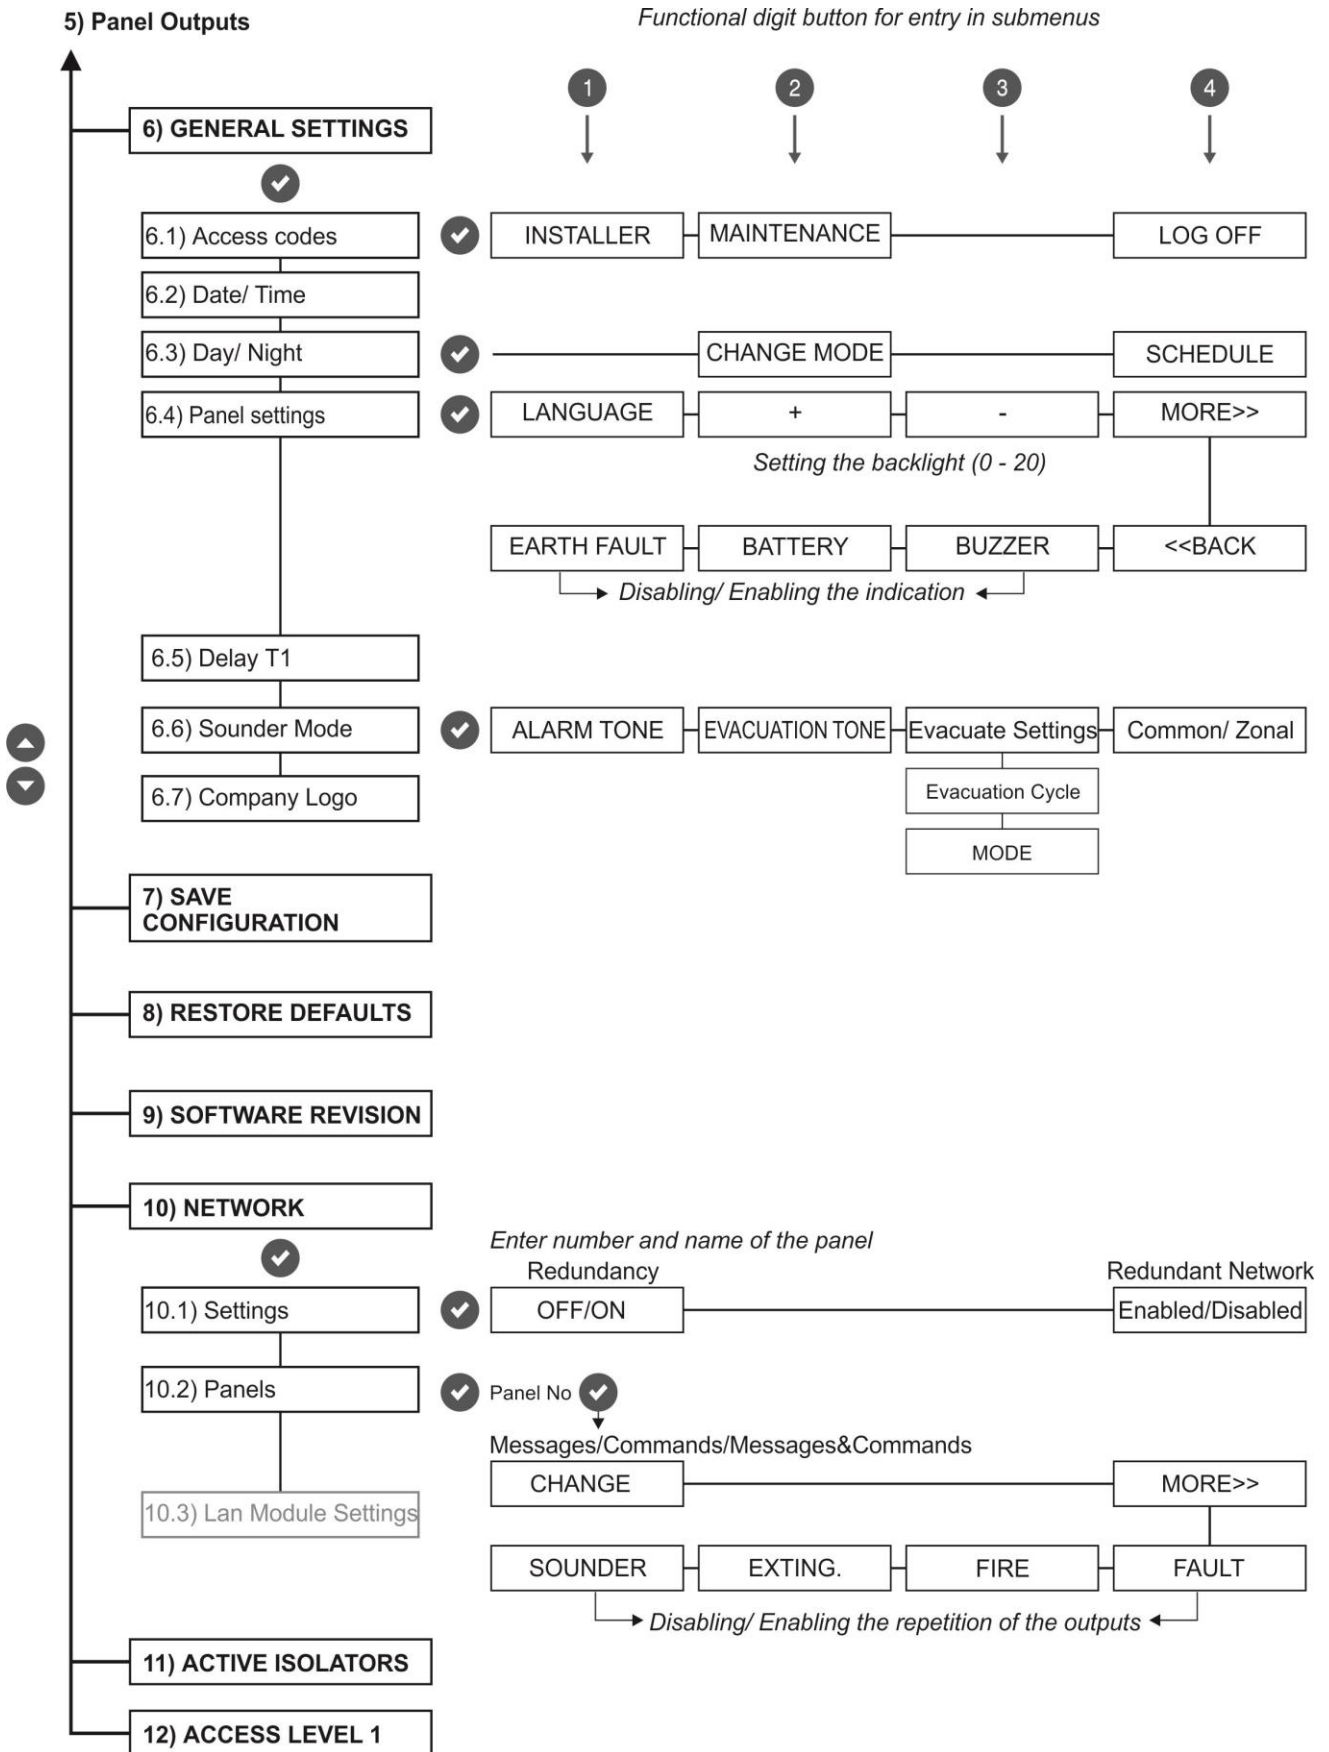 5) Panel Outputs
Functional digit button for entry in submenus
1 2 3 4
6) GENERAL SETTINGS
6.1) Access codes
INSTALLER
MAINTENANCE
LOG OFF
6.2) Date/ Time
6.3) Day/ Night
CHANGE MODE
SCHEDULE
6.4) Panel settings
LANGUAGE
+
-
MORE>>
Setting the backlight (0 - 20)
EARTH FAULT
BATTERY
BUZZER
<<BACK
Disabling/ Enabling the indication
6.5) Delay T1
6.6) Sounder Mode
ALARM TONE
EVACUATION TONE
Evacuate Settings
Common/ Zonal
6.7) Company Logo
Evacuation Cycle
MODE
7) SAVE
CONFIGURATION
8) RESTORE DEFAULTS
9) SOFTWARE REVISION
10) NETWORK
Enter number and name of the panel
Redundancy
Redundant Network
10.1) Settings
OFF/ON
Enabled/Disabled
10.2) Panels
Panel No
Messages/Commands/Messages&Commands
CHANGE
MORE>>
10.3) Lan Module Settings
SOUNDER
EXTING.
FIRE
FAULT
Disabling/ Enabling the repetition of the outputs
11) ACTIVE ISOLATORS
12) ACCESS LEVEL 1